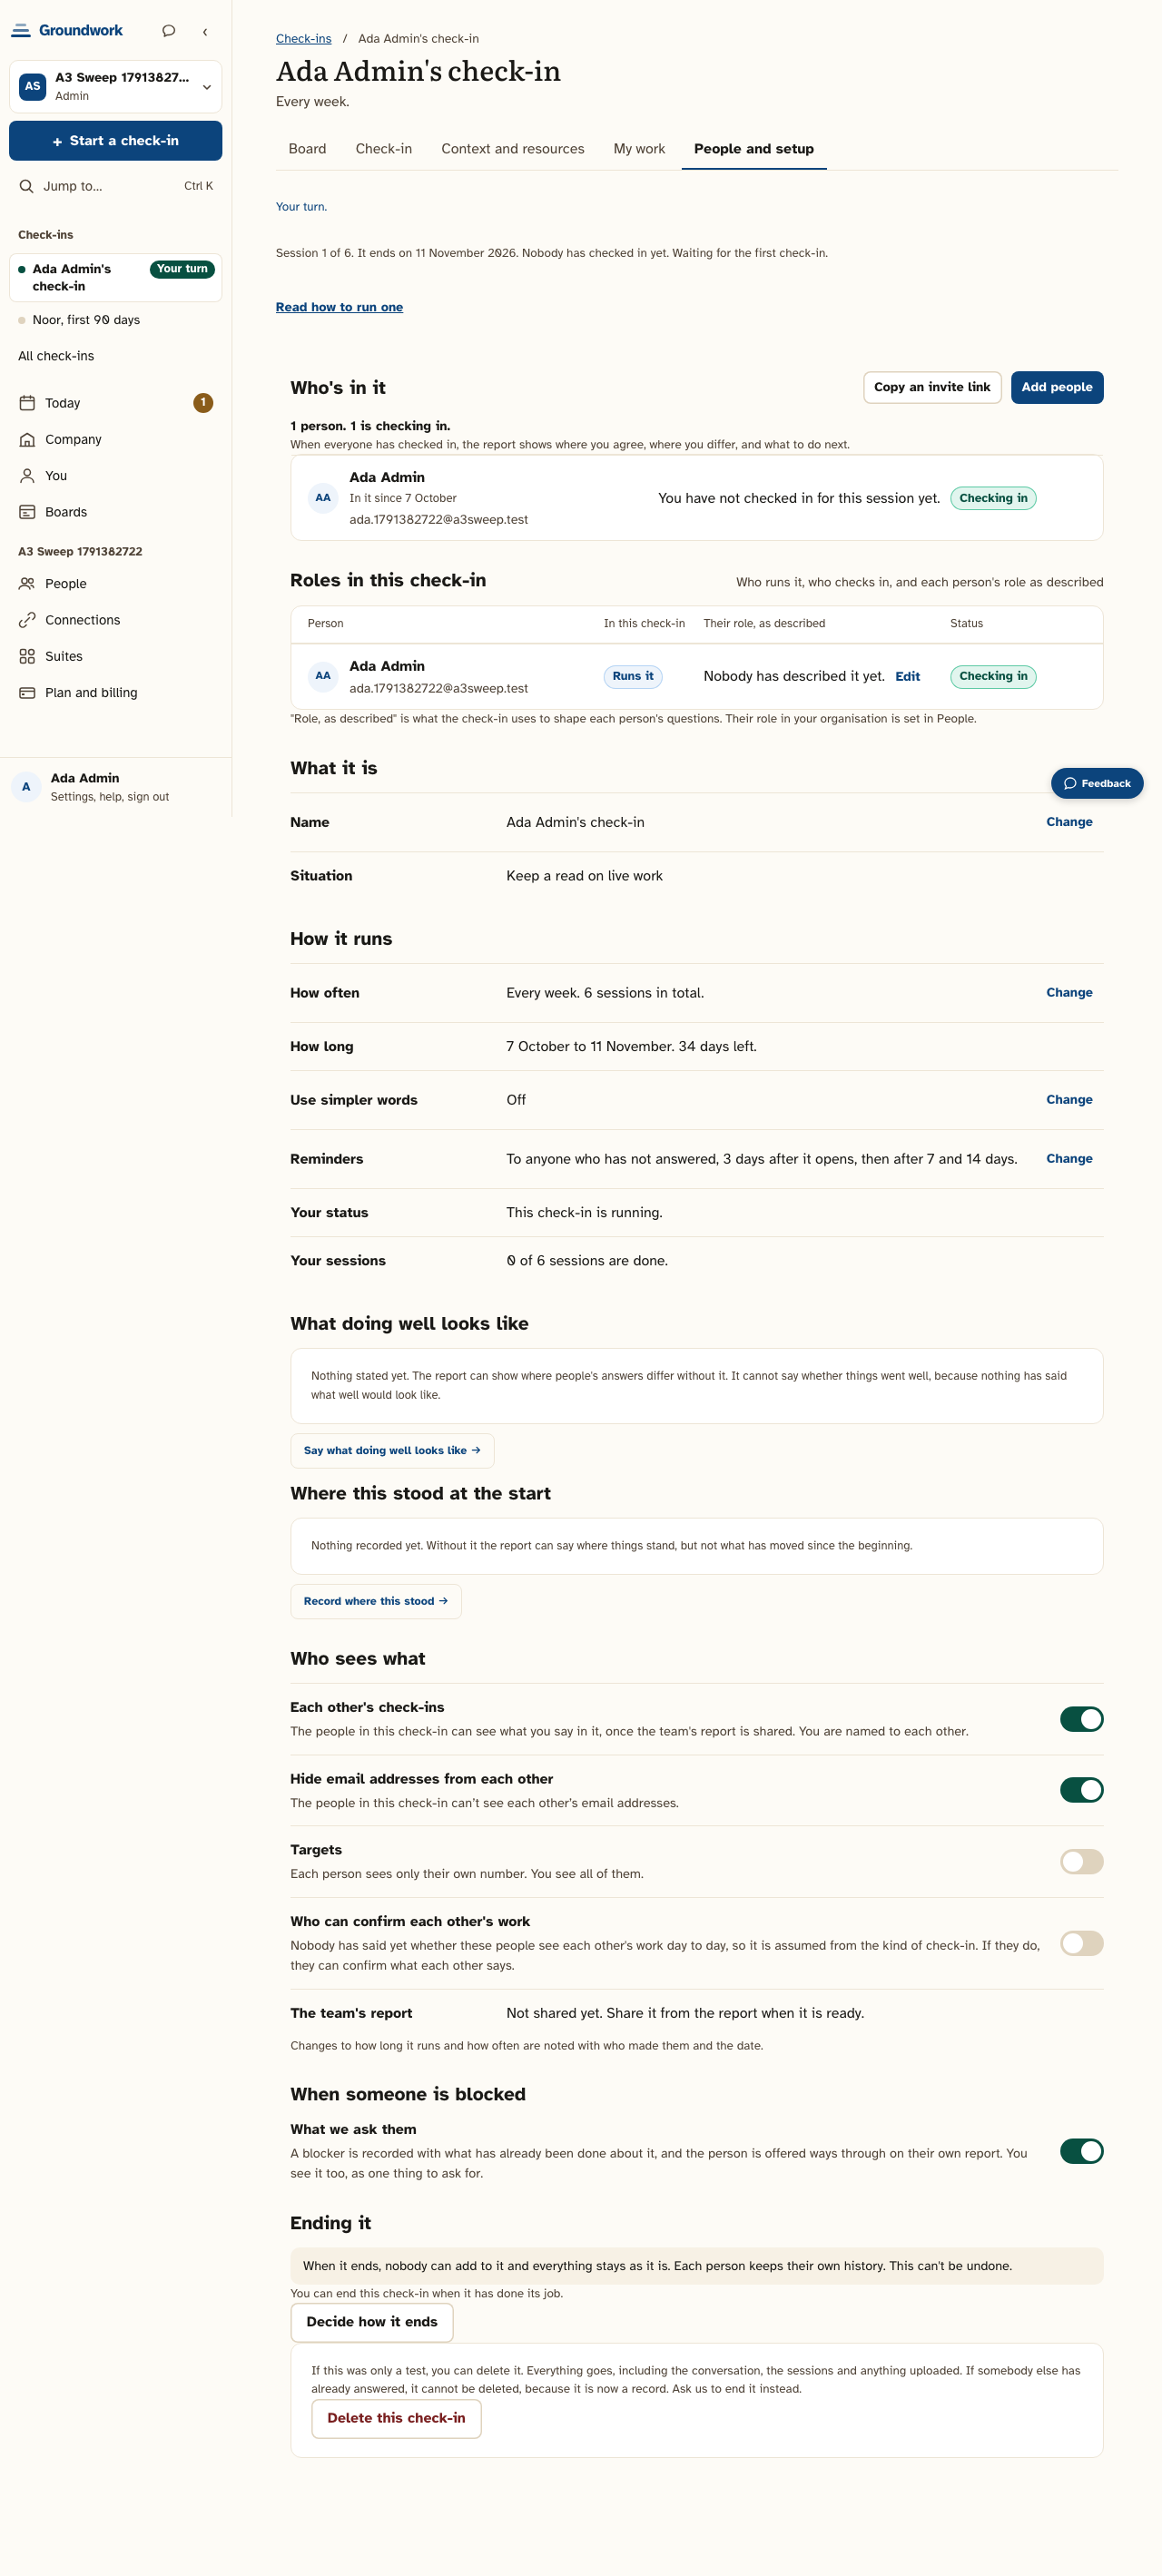 Groundwork
AS
A3 Sweep 17913827...
Admin
+ Start a check-in
Jump to...
Ctrl K
Check-ins
Ada Admin's check-in
Your turn
Noor, first 90 days
All check-ins
Today
1
Company
You
Boards
A3 Sweep 1791382722
People
Connections
Suites
Plan and billing
A
Ada Admin
Settings, help, sign out
Check-ins / Ada Admin's check-in
Ada Admin's check-in
Every week.
Board
Check-in
Context and resources
My work
People and setup
Your turn.
Session 1 of 6. It ends on 11 November 2026. Nobody has checked in yet. Waiting for the first check-in.
Read how to run one
Who's in it
Copy an invite link
Add people
1 person. 1 is checking in.
When everyone has checked in, the report shows where you agree, where you differ, and what to do next.
AA
Ada Admin
In it since 7 October
ada.1791382722@a3sweep.test
You have not checked in for this session yet.
Checking in
Roles in this check-in
Who runs it, who checks in, and each person's role as described
Person
In this check-in
Their role, as described
Status
AA
Ada Admin
ada.1791382722@a3sweep.test
Runs it
Nobody has described it yet.
Edit
Checking in
"Role, as described" is what the check-in uses to shape each person's questions. Their role in your organisation is set in People.
What it is
Feedback
Name
Ada Admin's check-in
Change
Situation
Keep a read on live work
How it runs
How often
Every week. 6 sessions in total.
Change
How long
7 October to 11 November. 34 days left.
Use simpler words
Off
Change
Reminders
To anyone who has not answered, 3 days after it opens, then after 7 and 14 days.
Change
Your status
This check-in is running.
Your sessions
0 of 6 sessions are done.
What doing well looks like
Nothing stated yet. The report can show where people's answers differ without it. It cannot say whether things went well, because nothing has said
what well would look like.
Say what doing well looks like →
Where this stood at the start
Nothing recorded yet. Without it the report can say where things stand, but not what has moved since the beginning.
Record where this stood →
Who sees what
Each other's check-ins
The people in this check-in can see what you say in it, once the team's report is shared. You are named to each other.
Hide email addresses from each other
The people in this check-in can’t see each other’s email addresses.
Targets
Each person sees only their own number. You see all of them.
Who can confirm each other's work
Nobody has said yet whether these people see each other's work day to day, so it is assumed from the kind of check-in. If they do,
they can confirm what each other says.
The team's report
Not shared yet. Share it from the report when it is ready.
Changes to how long it runs and how often are noted with who made them and the date.
When someone is blocked
What we ask them
A blocker is recorded with what has already been done about it, and the person is offered ways through on their own report. You
see it too, as one thing to ask for.
Ending it
When it ends, nobody can add to it and everything stays as it is. Each person keeps their own history. This can't be undone.
You can end this check-in when it has done its job.
Decide how it ends
If this was only a test, you can delete it. Everything goes, including the conversation, the sessions and anything uploaded. If somebody else has
already answered, it cannot be deleted, because it is now a record. Ask us to end it instead.
Delete this check-in